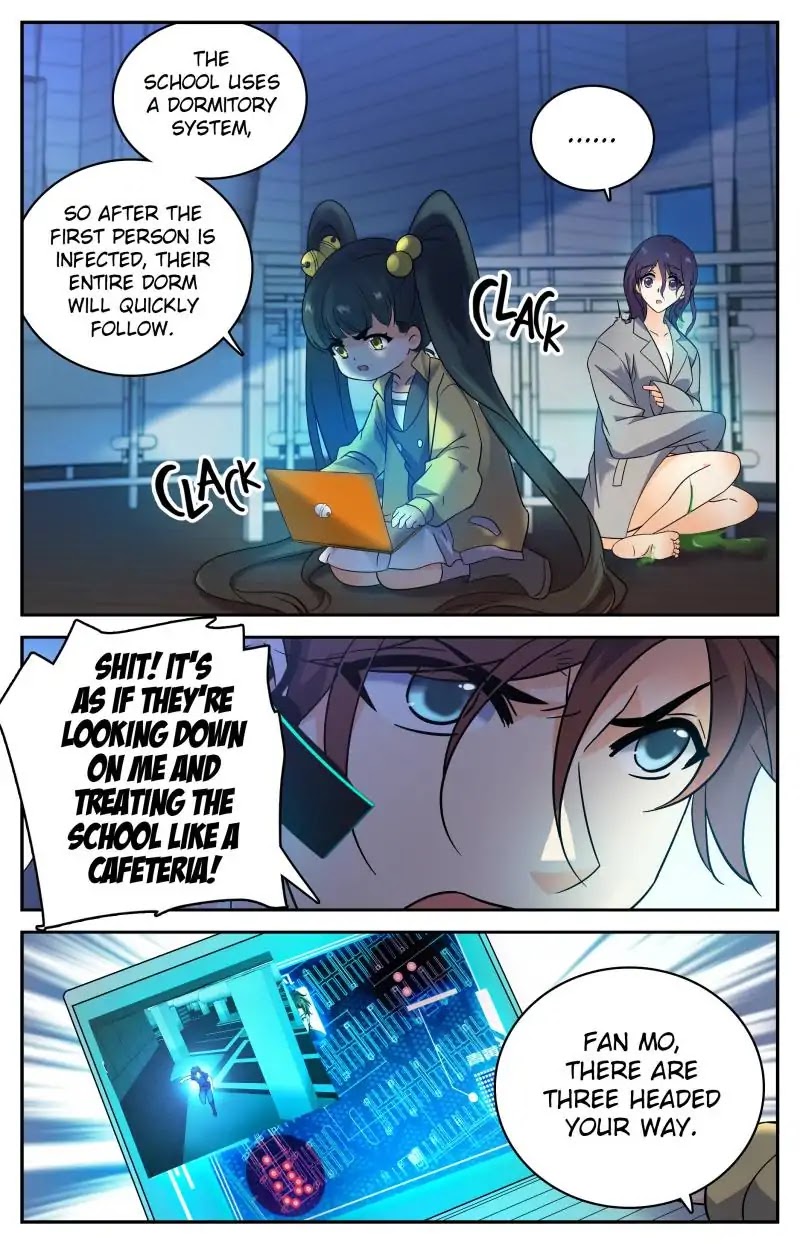 THE
SCHOOL USES
A DORMITORY
SYSTEM,
SO AFTER THE
FIRST PERSON IS
INFECTED, THEIR
ENTIRE DORM
WILL QUICKLY
FOLLOW.
......
CLACK
CLACK
SHIT! IT'S
AS IF THEY'RE
LOOKING DOWN
ON ME AND
TREATING THE
SCHOOL LIKE A
CAFETERIA!
FAN MO,
THERE ARE
THREE HEADED
YOUR WAY.